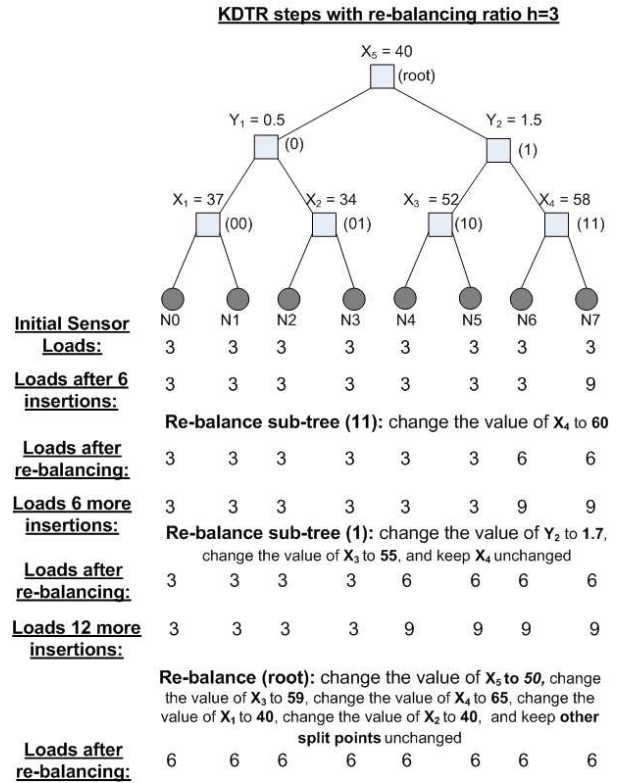 KDTR steps with re-balancing ratio h=3
X₅ = 40
(root)
Y₁ = 0.5
Y₂ = 1.5
(0)
(1)
X₁ = 37
X₂ = 34
X₃ = 52
X₄ = 58
(00)
(01)
(10)
(11)
N0 N1 N2 N3 N4 N5 N6 N7
Initial Sensor
Loads:
3 3 3 3 3 3 3 3
Loads after 6
insertions:
3 3 3 3 3 3 3 9
Re-balance sub-tree (11): change the value of X₄ to 60
Loads after
re-balancing:
3 3 3 3 3 3 6 6
Loads 6 more
insertions:
3 3 3 3 3 3 9 9
Re-balance sub-tree (1): change the value of Y₂ to 1.7,
change the value of X₃ to 55, and keep X₄ unchanged
Loads after
re-balancing:
3 3 3 3 6 6 6 6
Loads 12 more
insertions:
3 3 3 3 9 9 9 9
Re-balance (root): change the value of X₅ to 50, change
the value of X₃ to 59, change the value of X₄ to 65, change the
value of X₁ to 40, change the value of X₂ to 40, and keep other
split points unchanged
Loads after
re-balancing:
6 6 6 6 6 6 6 6